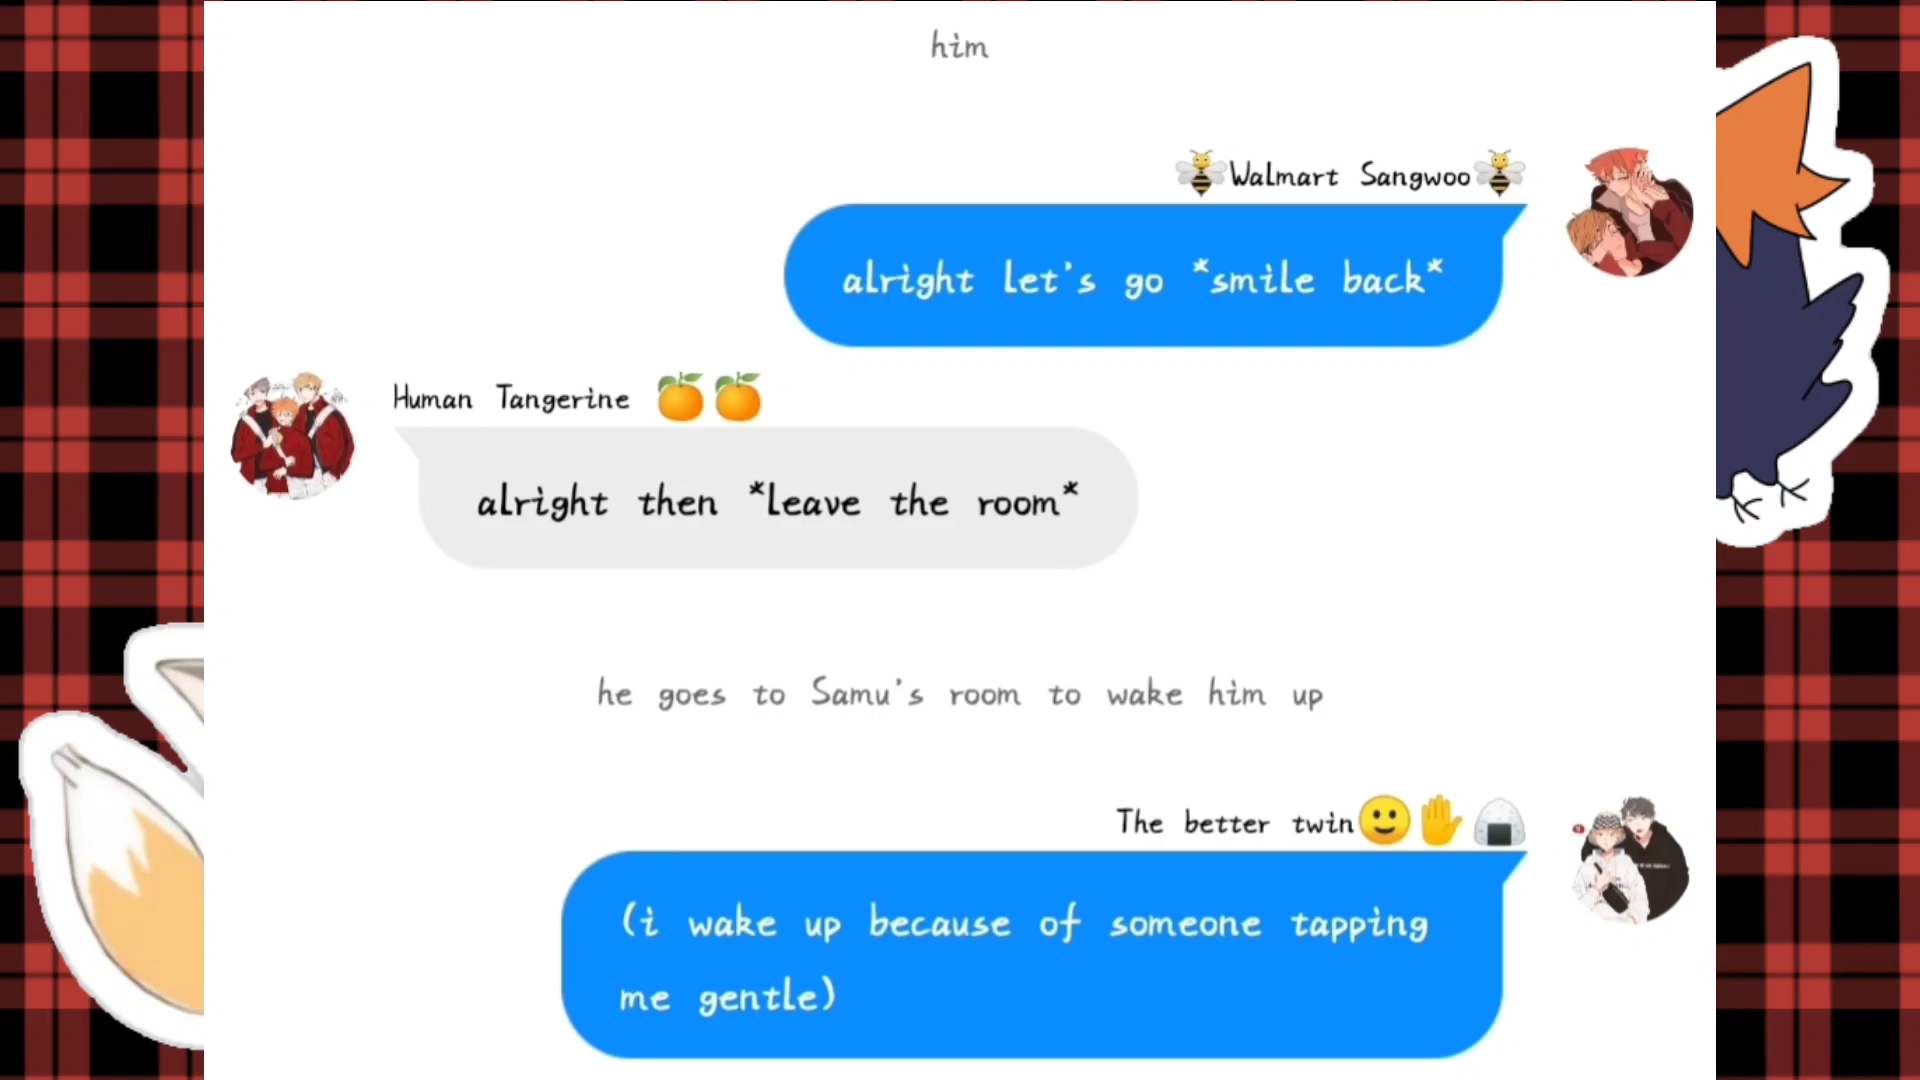 him
🐝Walmart Sangwoo🐝
alright let's go *smile back*
Human Tangerine 🍊🍊
alright then *leave the room*
he goes to Samu's room to wake him up
The better twin🙂✋🍙
(i wake up because of someone tapping
me gentle)